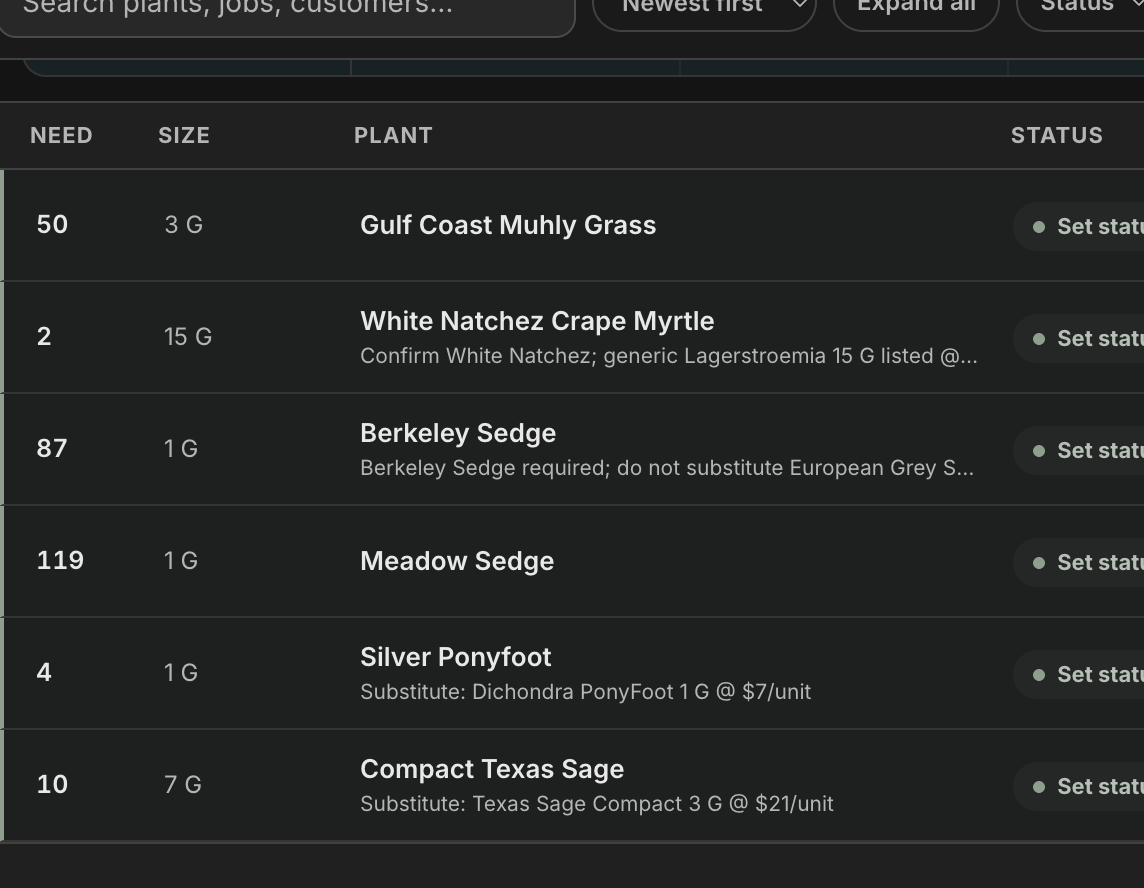 Search plants, jobs, customers...
Newest first
Expand all
Status
NEED SIZE PLANT STATUS
50 3 G Gulf Coast Muhly Grass Set statu
2 15 G White Natchez Crape Myrtle Set statu
Confirm White Natchez; generic Lagerstroemia 15 G listed @...
87 1 G Berkeley Sedge Set statu
Berkeley Sedge required; do not substitute European Grey S...
119 1 G Meadow Sedge Set statu
4 1 G Silver Ponyfoot Set statu
Substitute: Dichondra PonyFoot 1 G @ $7/unit
10 7 G Compact Texas Sage Set statu
Substitute: Texas Sage Compact 3 G @ $21/unit